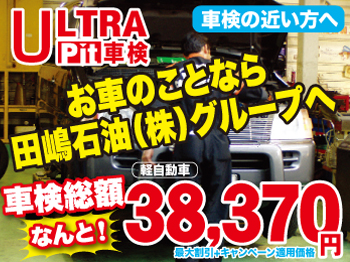 ULTRA
Pit車検
車検の近い方へ
お車のことなら
田嶋石油(株)グループへ
軽自動車
車検総額
なんと!
38,370円
最大割引+キャンペーン適用価格